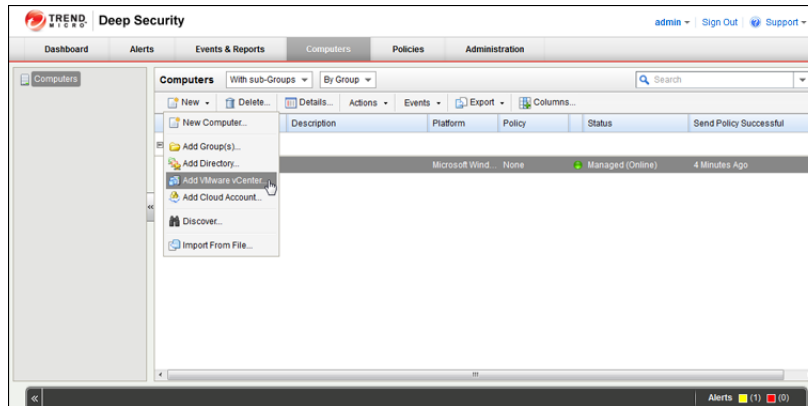 TREND MICRO Deep Security
admin Sign Out Support
Dashboard Alerts Events & Reports Computers Policies Administration
Computers
Computers With sub-Groups By Group Search
New Delete... Details... Actions Events Export Columns...
Description Platform Policy Status Send Policy Successful
New Computer...
Add Group(s)...
Add Directory...
Microsoft Wind... None Managed (Online) 4 Minutes Ago
Add VMware vCenter...
Add Cloud Account...
Discover...
Import From File...
Alerts (1) (0)